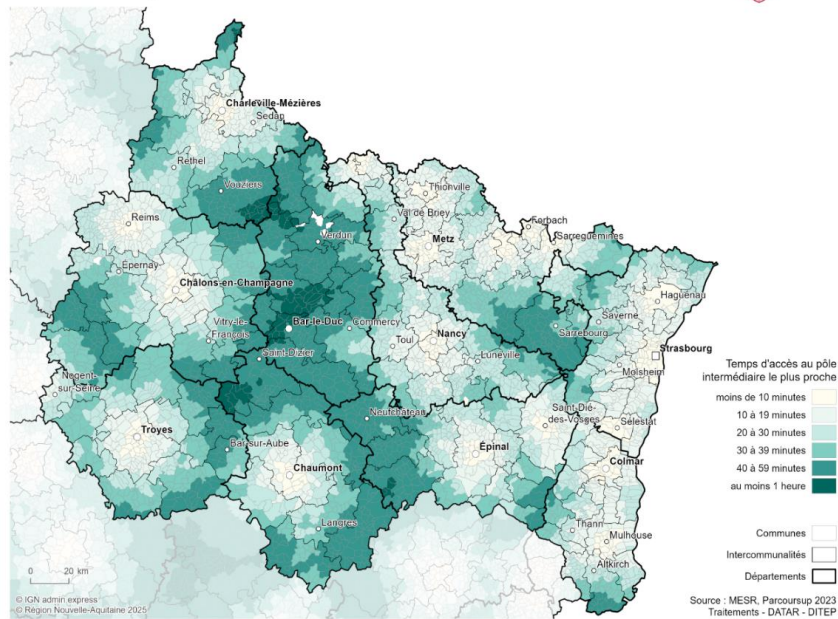 Charleville-Mézières
Sedan
Rethel
Vouziers
Thionville
Reims
Val de Briey
Forbach
Verdun
Metz
Sarreguemines
Épernay
Châlons-en-Champagne
Haguenau
Bar-le-Duc
Commercy
Vitry-le-
François
Nancy
Toul
Sarrebourg
Saverne
Strasbourg
Saint-Dizier
Lunéville
Molsheim
Nogent-
sur-Seine
Neufchâteau
Saint-Dié-
des-Vosges
Sélestat
Troyes
Bar-sur-Aube
Épinal
Colmar
Chaumont
Langres
Thann
Mulhouse
Altkirch
Temps d'accès au pôle
intermédiaire le plus proche
moins de 10 minutes
10 à 19 minutes
20 à 30 minutes
30 à 39 minutes
40 à 59 minutes
au moins 1 heure
Communes
Intercommunalités
Départements
0 20 km
© IGN admin express
© Région Nouvelle-Aquitaine 2025
Source : MESR, Parcoursup 2023
Traitements - DATAR - DITEP